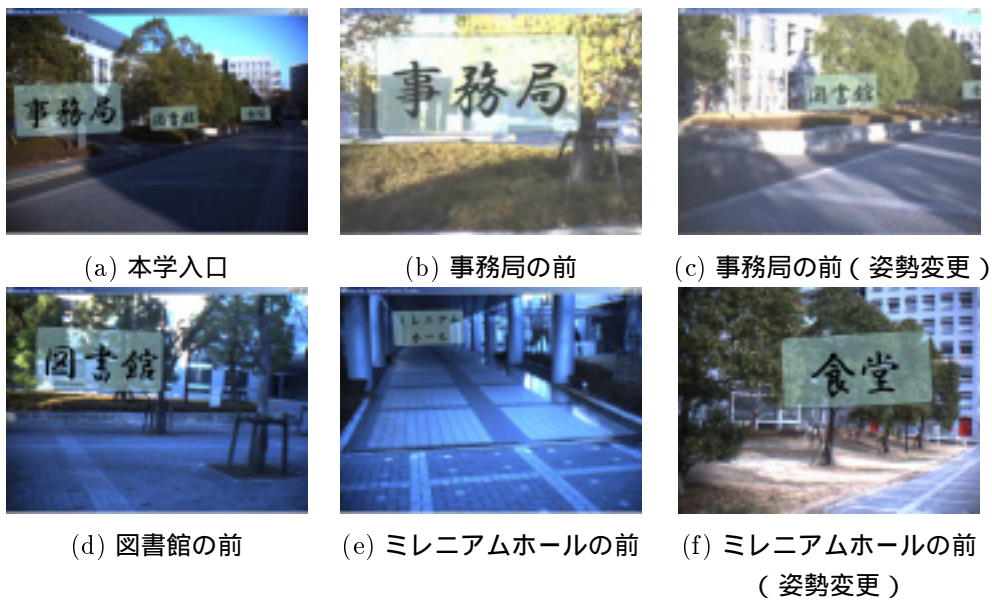 事務局
図書館
食堂
事務局
図書館
食
(a) 本学入口
(b) 事務局の前
(c) 事務局の前(姿勢変更)
図書館
ミレニアム
ホール
食堂
(d) 図書館の前
(e) ミレニアムホールの前
(f) ミレニアムホールの前
(姿勢変更)